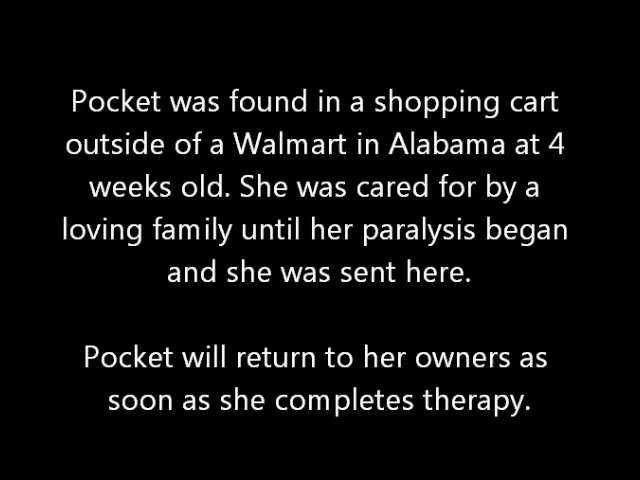 Pocket was found in a shopping cart
outside of a Walmart in Alabama at 4
weeks old. She was cared for by a
loving family until her paralysis began
and she was sent here.
Pocket will return to her owners as
soon as she completes therapy.